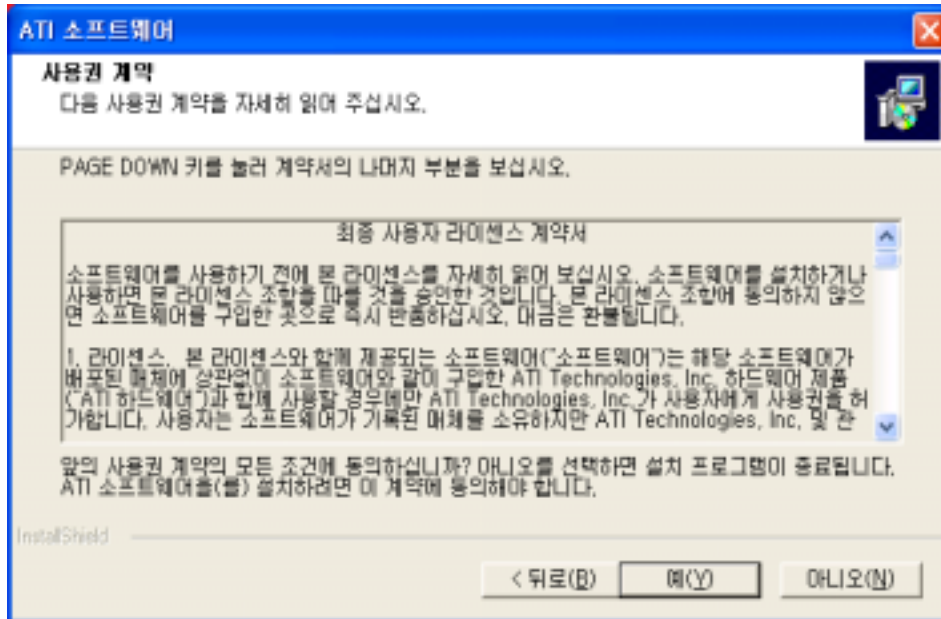 ATI 소프트웨어
사용권 계약
다음 사용권 계약을 자세히 읽어 주십시오.
PAGE DOWN 키를 눌러 계약서의 나머지 부분을 보십시오.
최종 사용자 라이센스 계약서
소프트웨어를 사용하기 전에 본 라이센스를 자세히 읽어 보십시오. 소프트웨어를 설치하거나
사용하면 본 라이센스 조항을 따를 것을 승인한 것입니다. 본 라이센스 조항에 동의하지 않으
면 소프트웨어를 구입한 곳으로 즉시 반품하십시오. 대금은 환불됩니다.
1. 라이센스. 본 라이센스와 함께 제공되는 소프트웨어("소프트웨어")는 해당 소프트웨어가
배포된 매체에 상관없이 소프트웨어와 같이 구입한 ATI Technologies, Inc. 하드웨어 제품
("ATI 하드웨어")과 함께 사용할 경우에만 ATI Technologies, Inc.가 사용자에게 사용권을 허
가합니다. 사용자는 소프트웨어가 기록된 매체를 소유하지만 ATI Technologies, Inc. 및 관
앞의 사용권 계약의 모든 조건에 동의하십니까? 아니오를 선택하면 설치 프로그램이 종료됩니다.
ATI 소프트웨어을(를) 설치하려면 이 계약에 동의해야 합니다.
InstallShield
< 뒤로(B) 예(Y) 아니오(N)